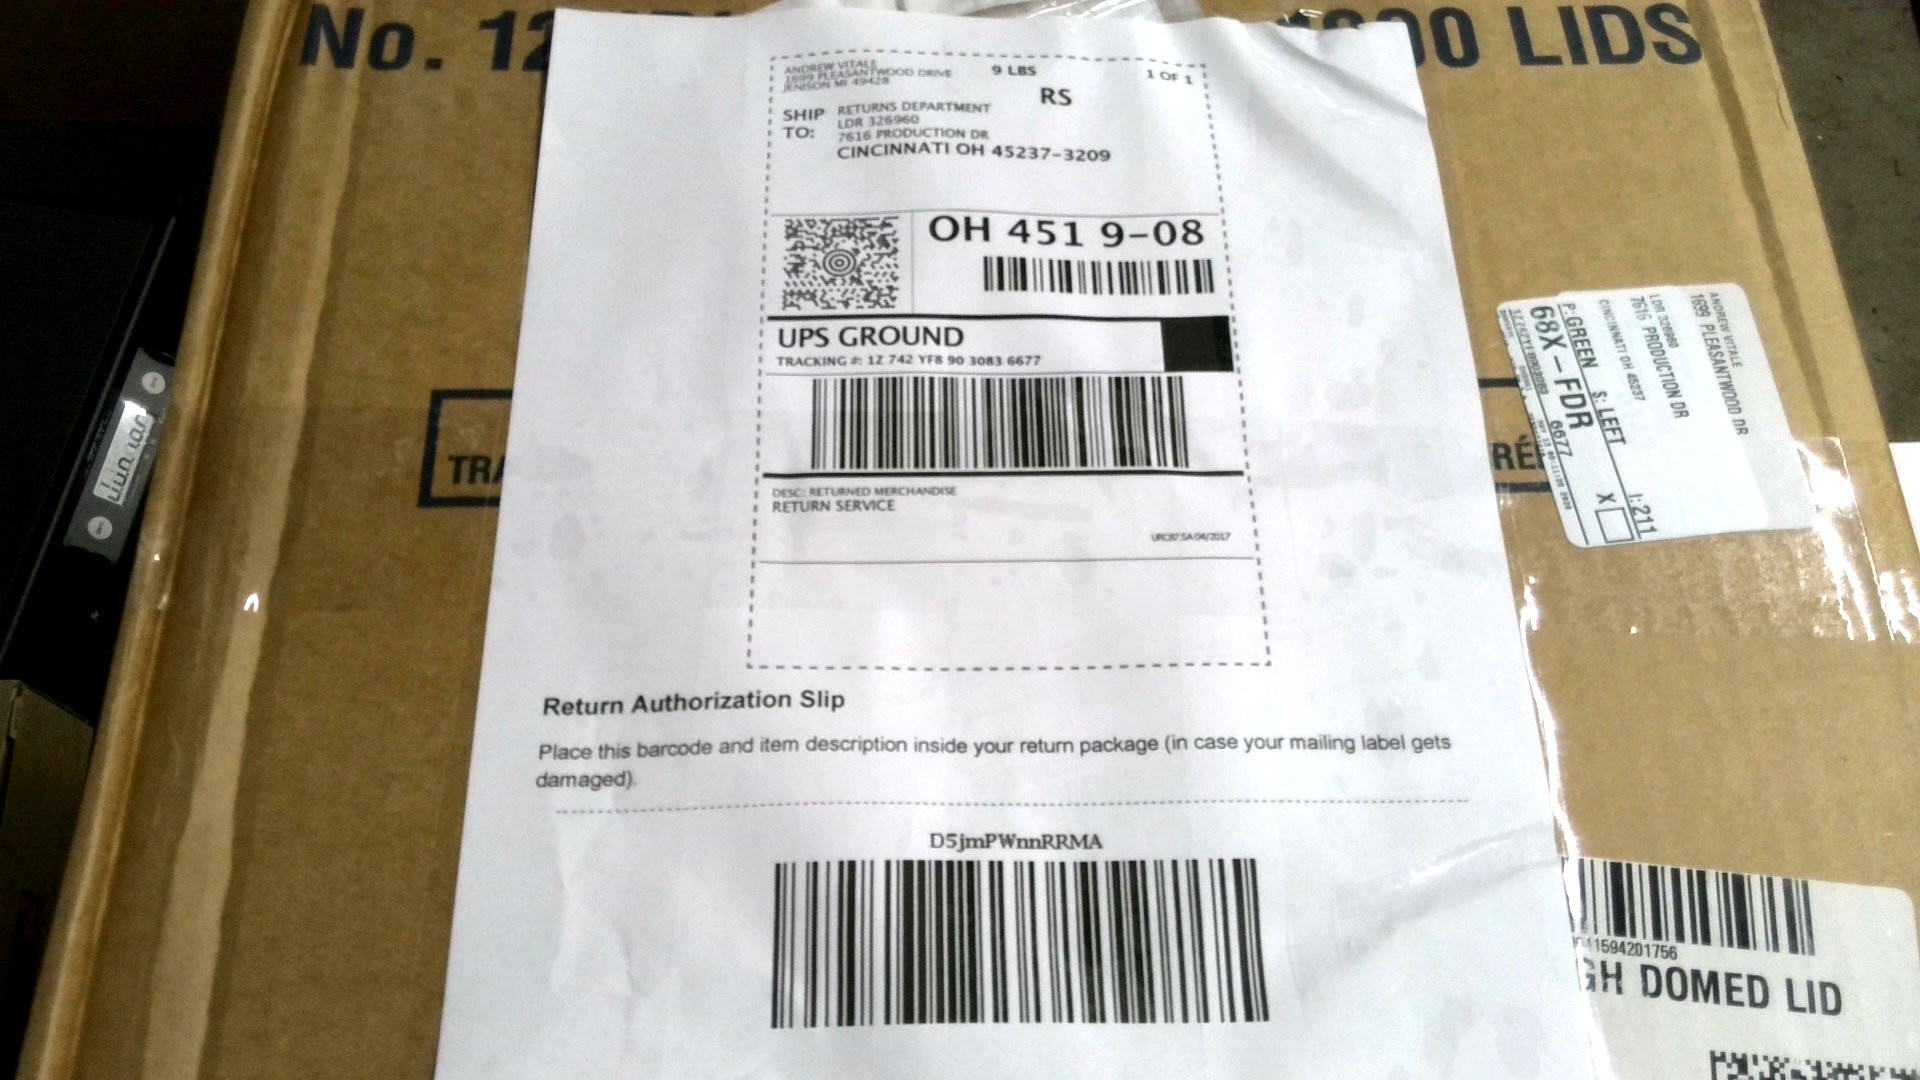 No. 12
00 LIDS
ANDREW VITALE
1699 PLEASANTWOOD DRIVE
JENISON MI 49428
9 LBS
1 OF 1
RS
SHIP TO:
RETURNS DEPARTMENT
LDR 326960
7616 PRODUCTION DR
CINCINNATI OH 45237-3209
OH 451 9-08
UPS GROUND
TRACKING #: 1Z 742 YF8 90 3083 6677
DESC: RETURNED MERCHANDISE
RETURN SERVICE
Return Authorization Slip
Place this barcode and item description inside your return package (in case your mailing label gets
damaged).
D5jmPWnnRRMA
TRA
RÉ
ANDREW VITALE
1699 PLEASANTWOOD DR
LDR 326960
7616 PRODUCTION DR
CINCINNATI OH 45237
P: GREEN S: LEFT I: 211
68X-FDR
X
6677
1594201756
GH DOMED LID